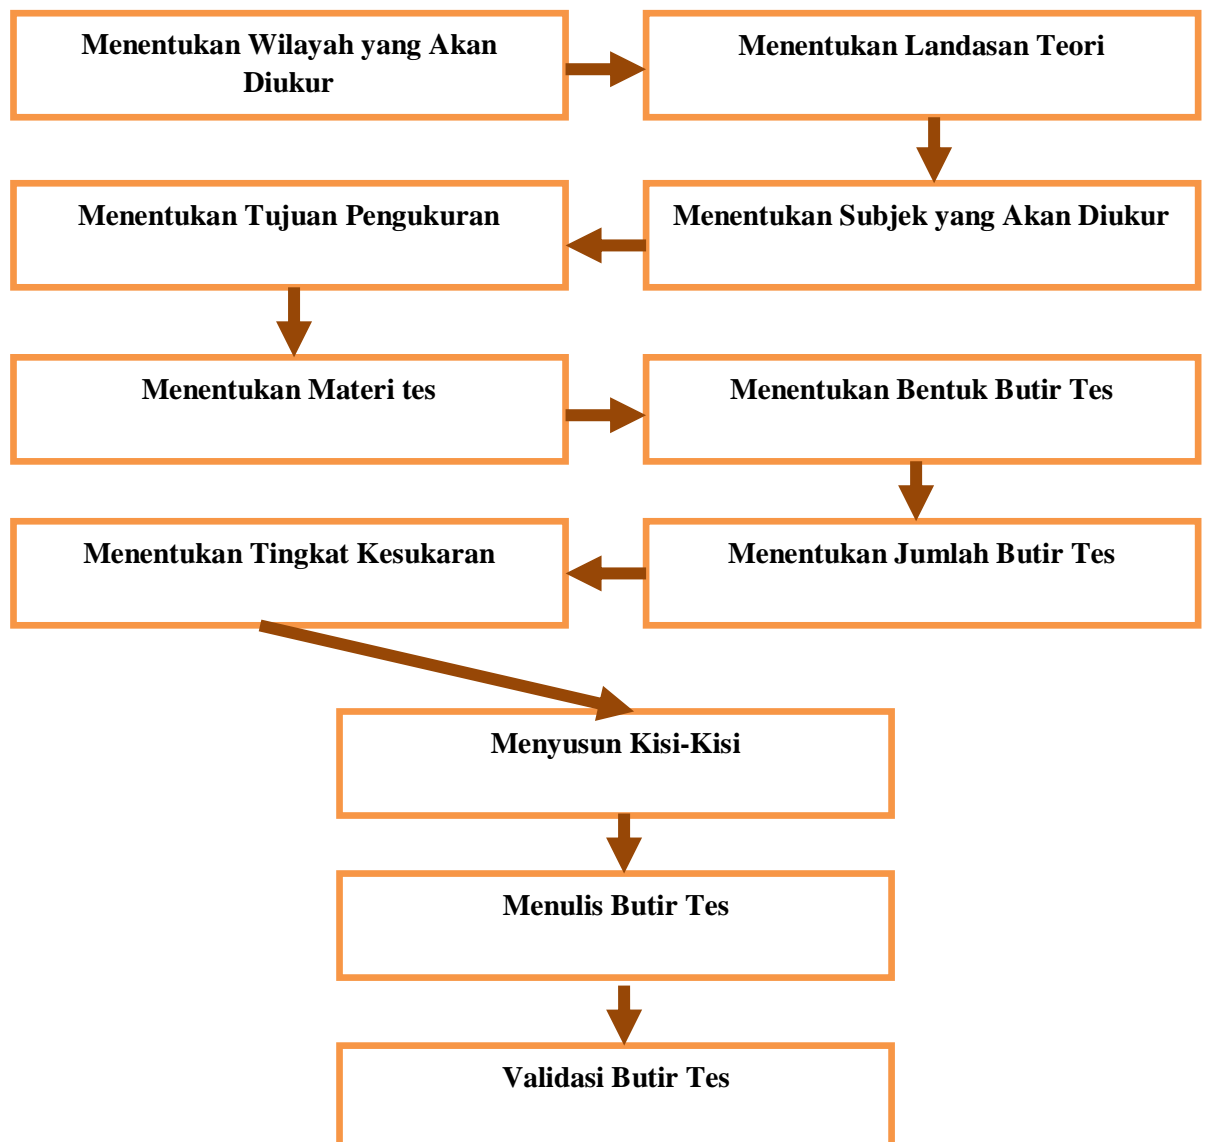 Menentukan Wilayah yang Akan
Diukur
Menentukan Landasan Teori
Menentukan Tujuan Pengukuran
Menentukan Subjek yang Akan Diukur
Menentukan Materi tes
Menentukan Bentuk Butir Tes
Menentukan Tingkat Kesukaran
Menentukan Jumlah Butir Tes
Menyusun Kisi-Kisi
Menulis Butir Tes
Validasi Butir Tes